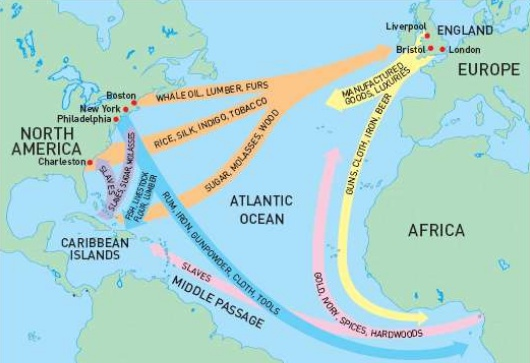 Liverpool
ENGLAND
Bristol
London
EUROPE
MANUFACTURED
GOODS, LUXURIES
Boston
New York
Philadelphia
WHALE OIL, LUMBER, FURS
NORTH
AMERICA
Charleston
RICE, SILK, INDIGO, TOBACCO
SUGAR, MOLASSES, WOOD
GUNS, CLOTH, IRON, BEER
SLAVES
SLAVES, SUGAR, MOLASSES
FISH, LIVESTOCK
FLOUR, LUMBER
RUM, IRON, GUNPOWDER, CLOTH, TOOLS
ATLANTIC
OCEAN
AFRICA
CARIBBEAN
ISLANDS
SLAVES
MIDDLE PASSAGE
GOLD, IVORY, SPICES, HARDWOODS